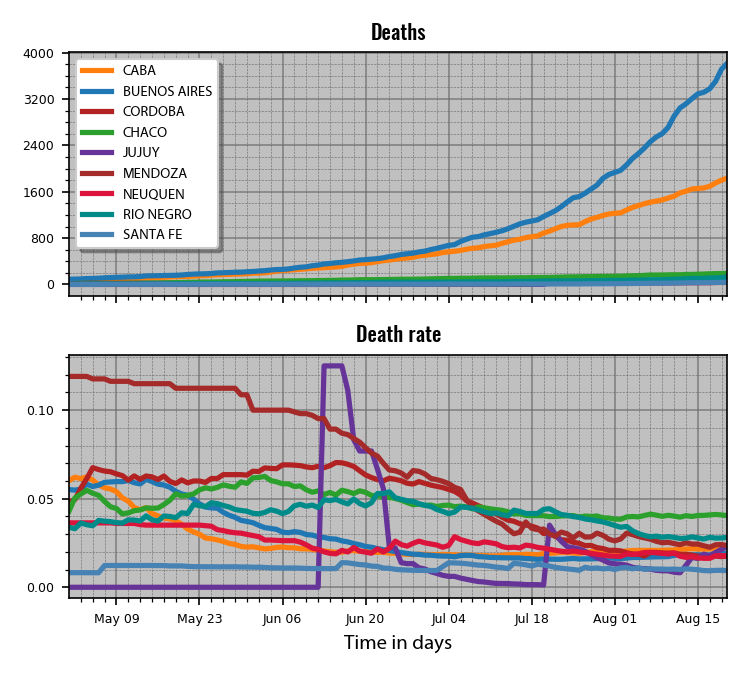 Deaths
4000
3200
2400
1600
800
0
CABA
BUENOS AIRES
CORDOBA
CHACO
JUJUY
MENDOZA
NEUQUEN
RIO NEGRO
SANTA FE
Death rate
0.10
0.05
0.00
May 09 May 23 Jun 06 Jun 20 Jul 04 Jul 18 Aug 01 Aug 15
Time in days